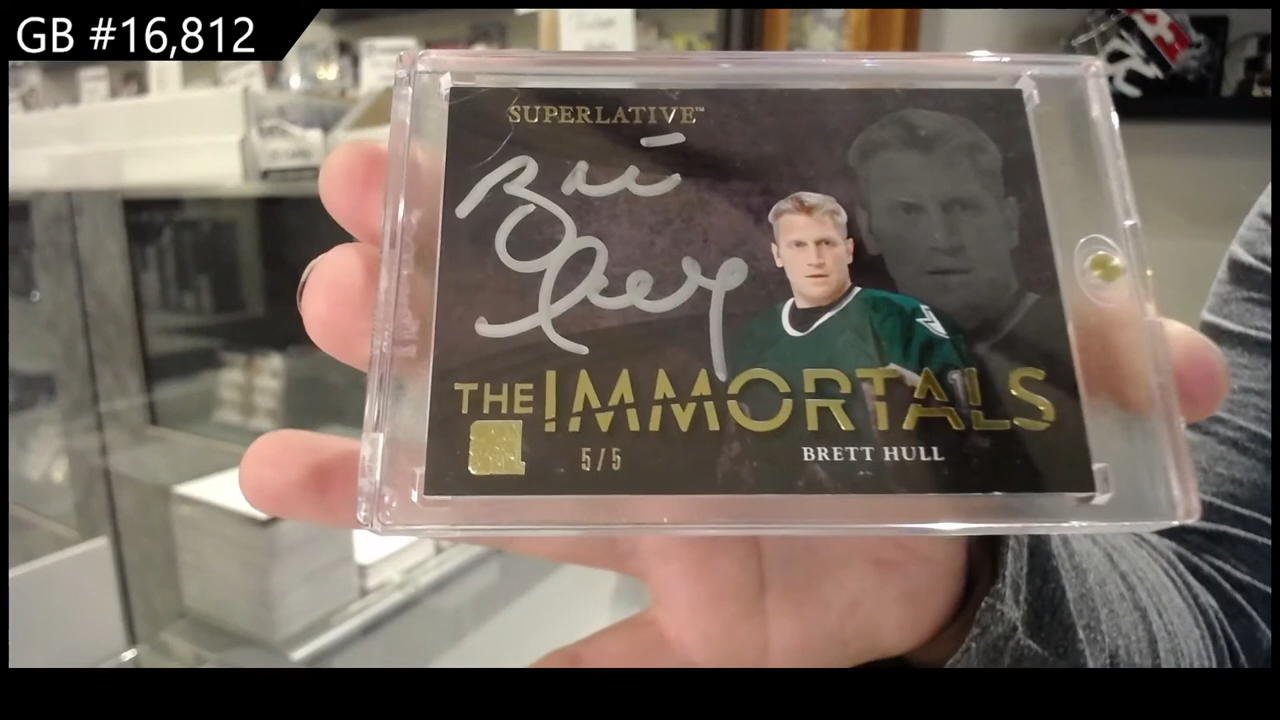 GB #16,812
SUPERLATIVE™
THE IMMORTALS
5/5
BRETT HULL